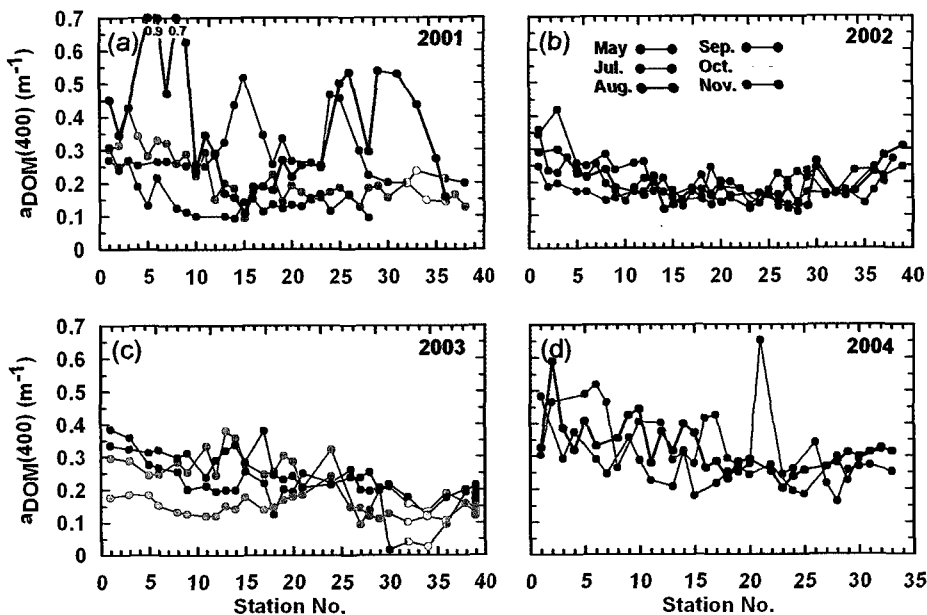 (a) 2001
0.9 0.7
0.7
0.6
0.5
0.4
0.3
0.2
0.1
0
aDOM(400) (m-1)
0 5 10 15 20 25 30 35 40
(b) 2002
May Sep.
Jul. Oct.
Aug. Nov.
0 5 10 15 20 25 30 35 40
(c) 2003
0.7
0.6
0.5
0.4
0.3
0.2
0.1
0
aDOM(400) (m-1)
0 5 10 15 20 25 30 35 40
Station No.
(d) 2004
0 5 10 15 20 25 30 35
Station No.